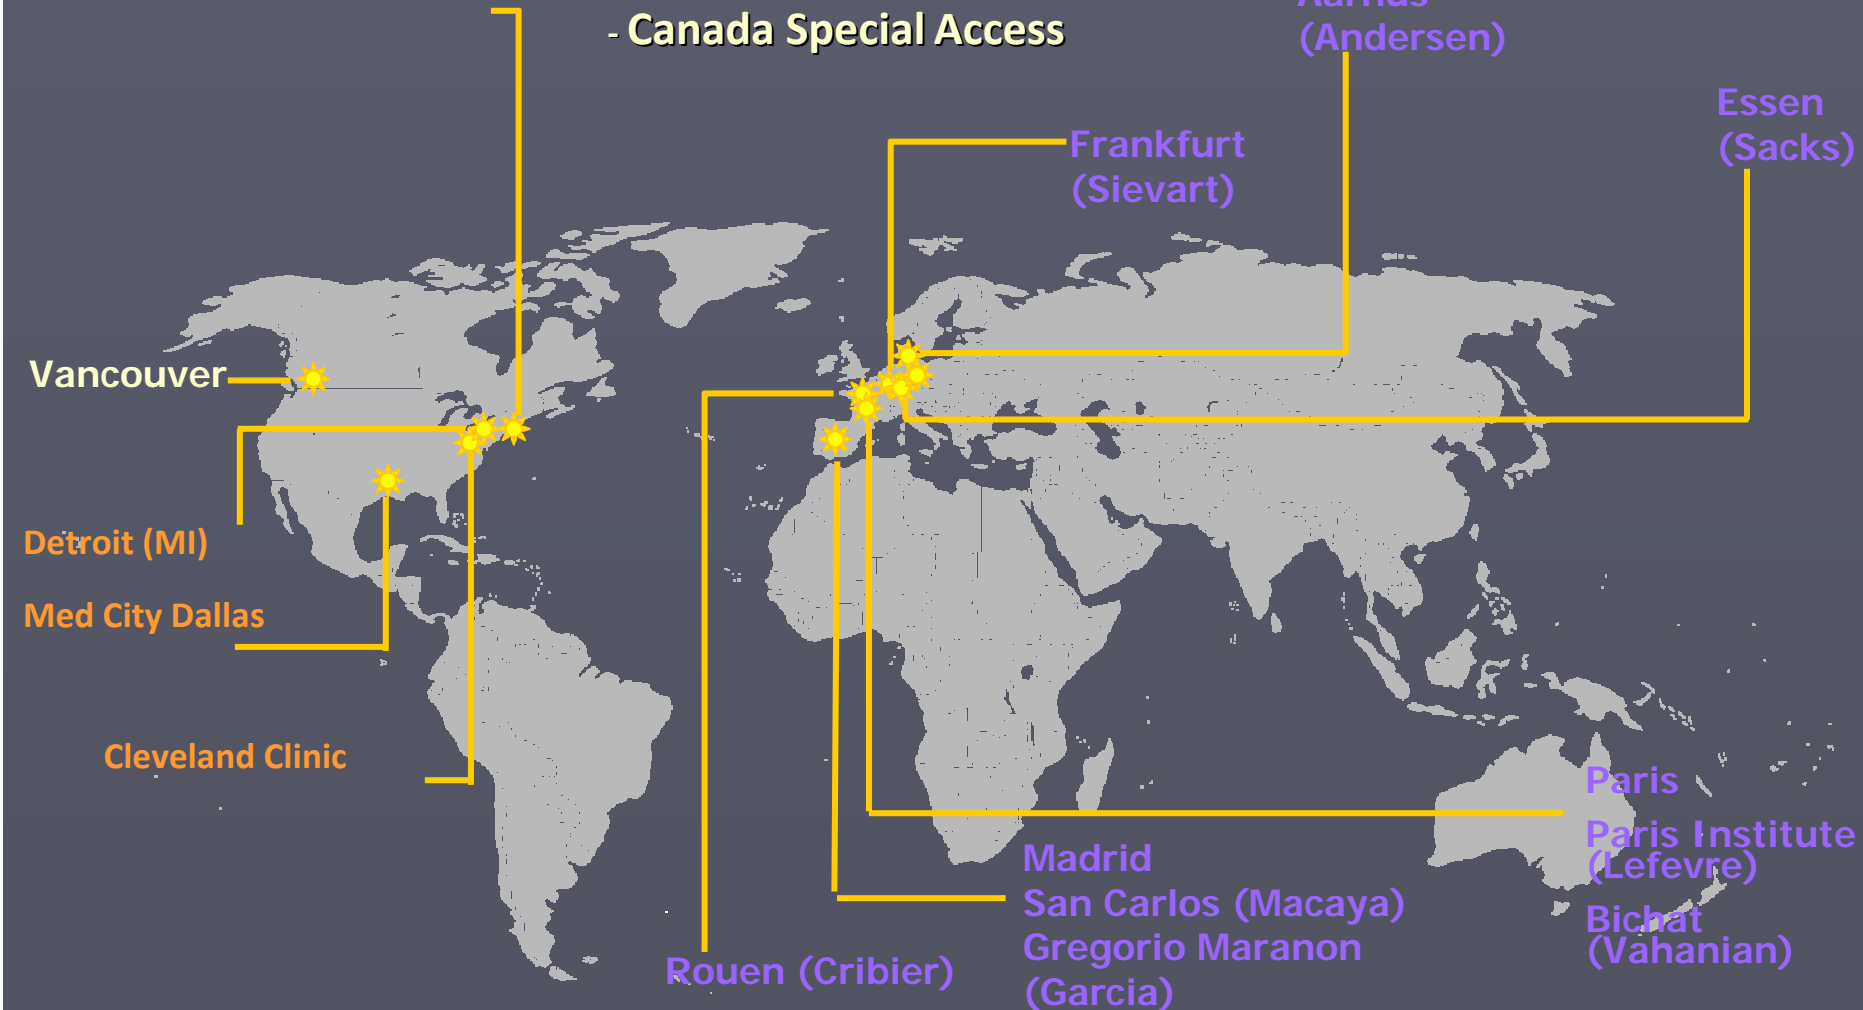 - Canada Special Access
Aarhus
(Andersen)
Essen
(Sacks)
Frankfurt
(Sievart)
Vancouver
Detroit (MI)
Med City Dallas
Cleveland Clinic
Rouen (Cribier)
Madrid
San Carlos (Macaya)
Gregorio Maranon
(Garcia)
Paris
Paris Institute
(Lefevre)
Bichat
(Vahanian)